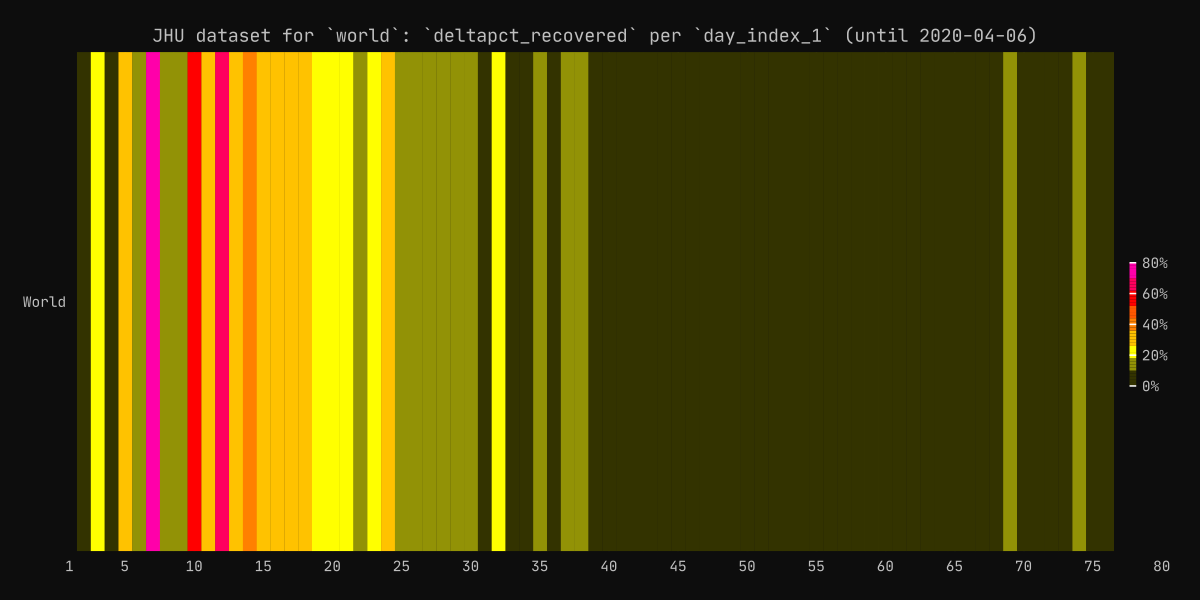 JHU dataset for `world`: `deltapct_recovered` per `day_index_1` (until 2020-04-06)
World
80%
60%
40%
20%
0%
1 5 10 15 20 25 30 35 40 45 50 55 60 65 70 75 80